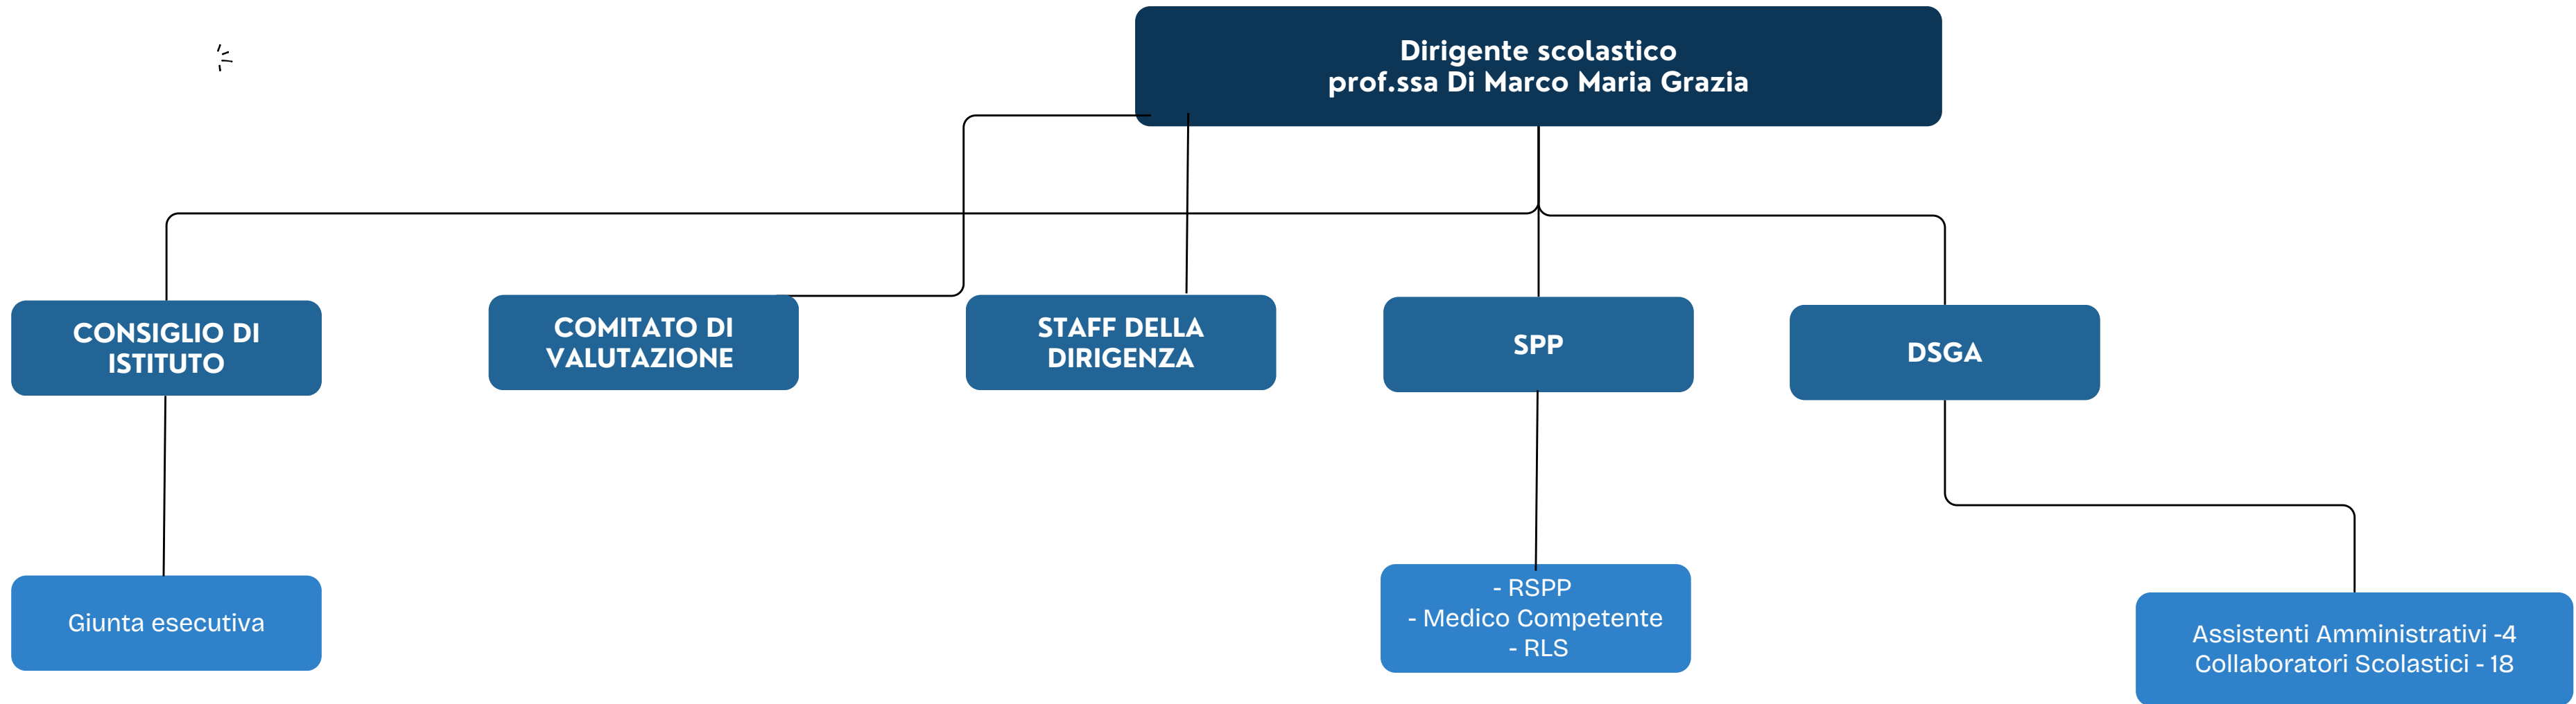 Dirigente scolastico
prof.ssa Di Marco Maria Grazia
CONSIGLIO DI
ISTITUTO
COMITATO DI
VALUTAZIONE
STAFF DELLA
DIRIGENZA
SPP
DSGA
Giunta esecutiva
- RSPP
- Medico Competente
- RLS
Assistenti Amministrativi -4
Collaboratori Scolastici - 18